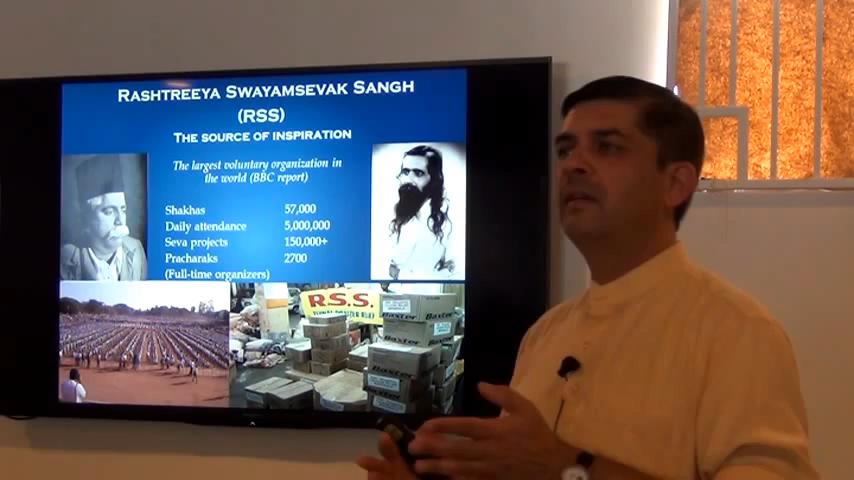 RASHTREEYA SWAYAMSEVAK SANGH
(RSS)
THE SOURCE OF INSPIRATION
The largest voluntary organization in
the world (BBC report)
Shakhas 57,000
Daily attendance 5,000,000
Seva projects 150,000+
Pracharaks 2700
(Full-time organizers)
R.S.S.
Baxter
Baxter
Baxter
Baxter